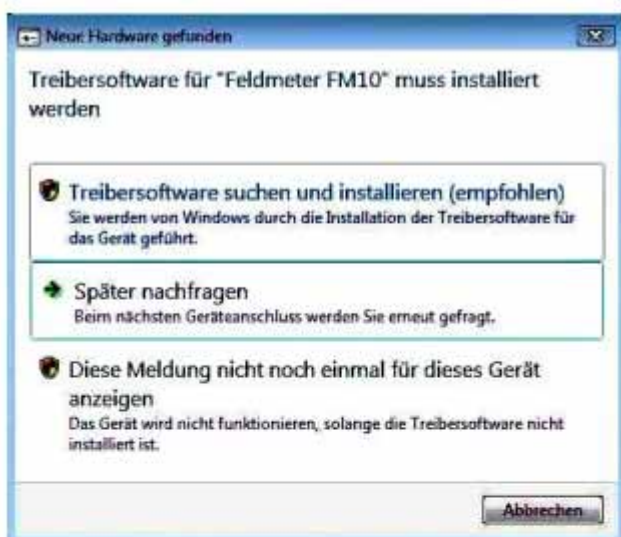 Neue Hardware gefunden
Treibersoftware für "Feldmeter FM10" muss installiert
werden
Treibersoftware suchen und installieren (empfohlen)
Sie werden von Windows durch die Installation der Treibersoftware für
das Gerät geführt.
Später nachfragen
Beim nächsten Geräteanschluss werden Sie erneut gefragt.
Diese Meldung nicht noch einmal für dieses Gerät
anzeigen
Das Gerät wird nicht funktionieren, solange die Treibersoftware nicht
installiert ist.
Abbrechen